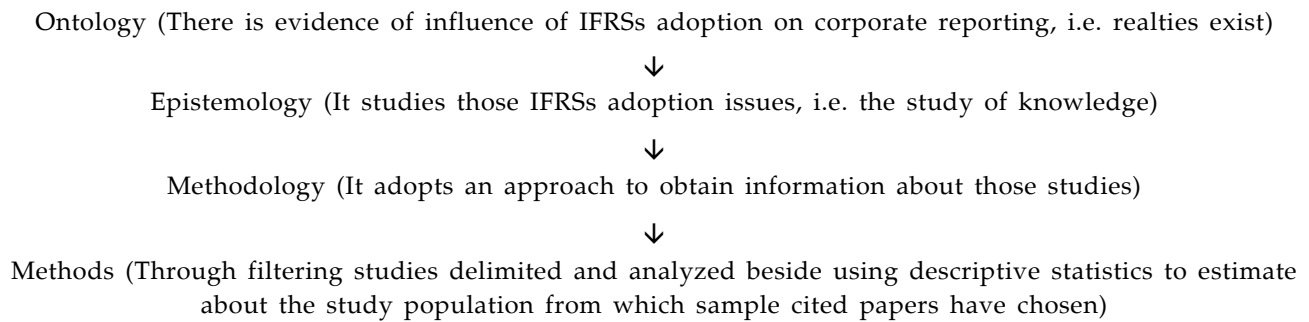 Ontology (There is evidence of influence of IFRSs adoption on corporate reporting, i.e. realties exist)
↓
Epistemology (It studies those IFRSs adoption issues, i.e. the study of knowledge)
↓
Methodology (It adopts an approach to obtain information about those studies)
↓
Methods (Through filtering studies delimited and analyzed beside using descriptive statistics to estimate
about the study population from which sample cited papers have chosen)